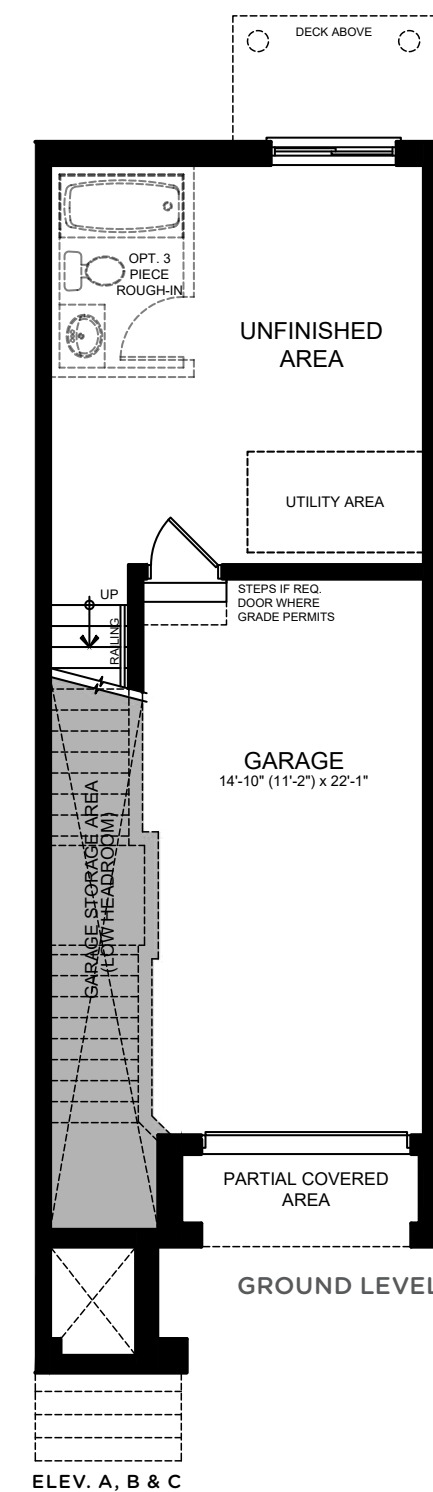 DECK ABOVE
OPT. 3
PIECE
ROUGH-IN
UNFINISHED
AREA
UTILITY AREA
UP
RAILING
STEPS IF REQ.
DOOR WHERE
GRADE PERMITS
GARAGE
14'-10" (11'-2") x 22'-1"
GARAGE STORAGE AREA
(LOW HEADROOM)
PARTIAL COVERED
AREA
GROUND LEVEL
ELEV. A, B & C